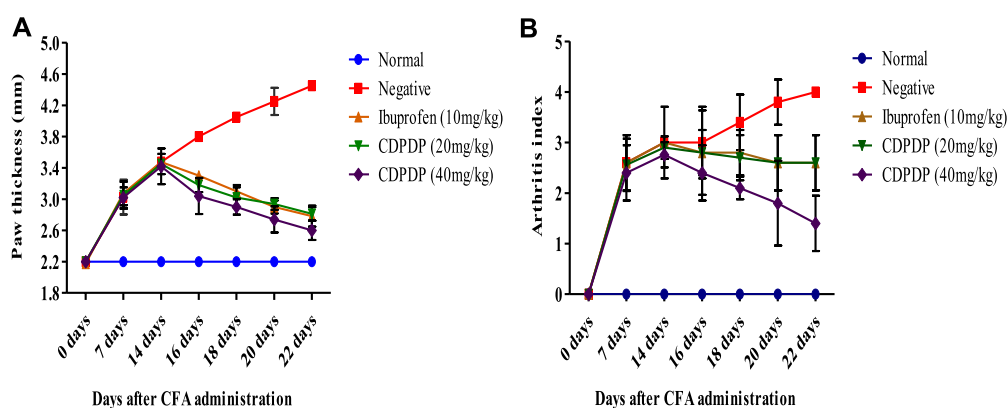 A
Paw thickness (mm)
5.0
4.6
4.2
3.8
3.4
3.0
2.6
2.2
1.8
0 days
7 days
14 days
16 days
18 days
20 days
22 days
Days after CFA administration
Normal
Negative
Ibuprofen (10mg/kg)
CDPDP (20mg/kg)
CDPDP (40mg/kg)
B
Arthritis index
5
4
3
2
1
0
0 days
7 days
14 days
16 days
18 days
20 days
22 days
Days after CFA administration
Normal
Negative
Ibuprofen (10mg/kg)
CDPDP (20mg/kg)
CDPDP (40mg/kg)